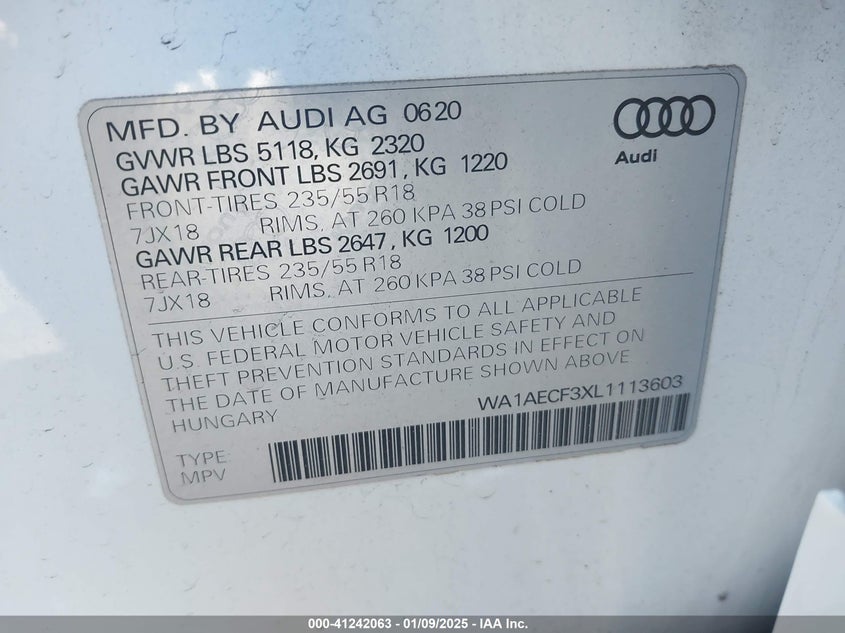 MFD. BY AUDI AG 0620
Audi
GVWR LBS 5118, KG 2320
GAWR FRONT LBS 2691, KG 1220
FRONT-TIRES 235/55 R18
7JX18 RIMS, AT 260 KPA 38 PSI COLD
GAWR REAR LBS 2647, KG 1200
REAR-TIRES 235/55 R18
7JX18 RIMS, AT 260 KPA 38 PSI COLD
THIS VEHICLE CONFORMS TO ALL APPLICABLE
U.S. FEDERAL MOTOR VEHICLE SAFETY AND
THEFT PREVENTION STANDARDS IN EFFECT ON
THE DATE OF MANUFACTURE SHOWN ABOVE
HUNGARY WA1AECF3XL1113603
TYPE:
MPV
000-41242063 - 01/09/2025 - IAA Inc.